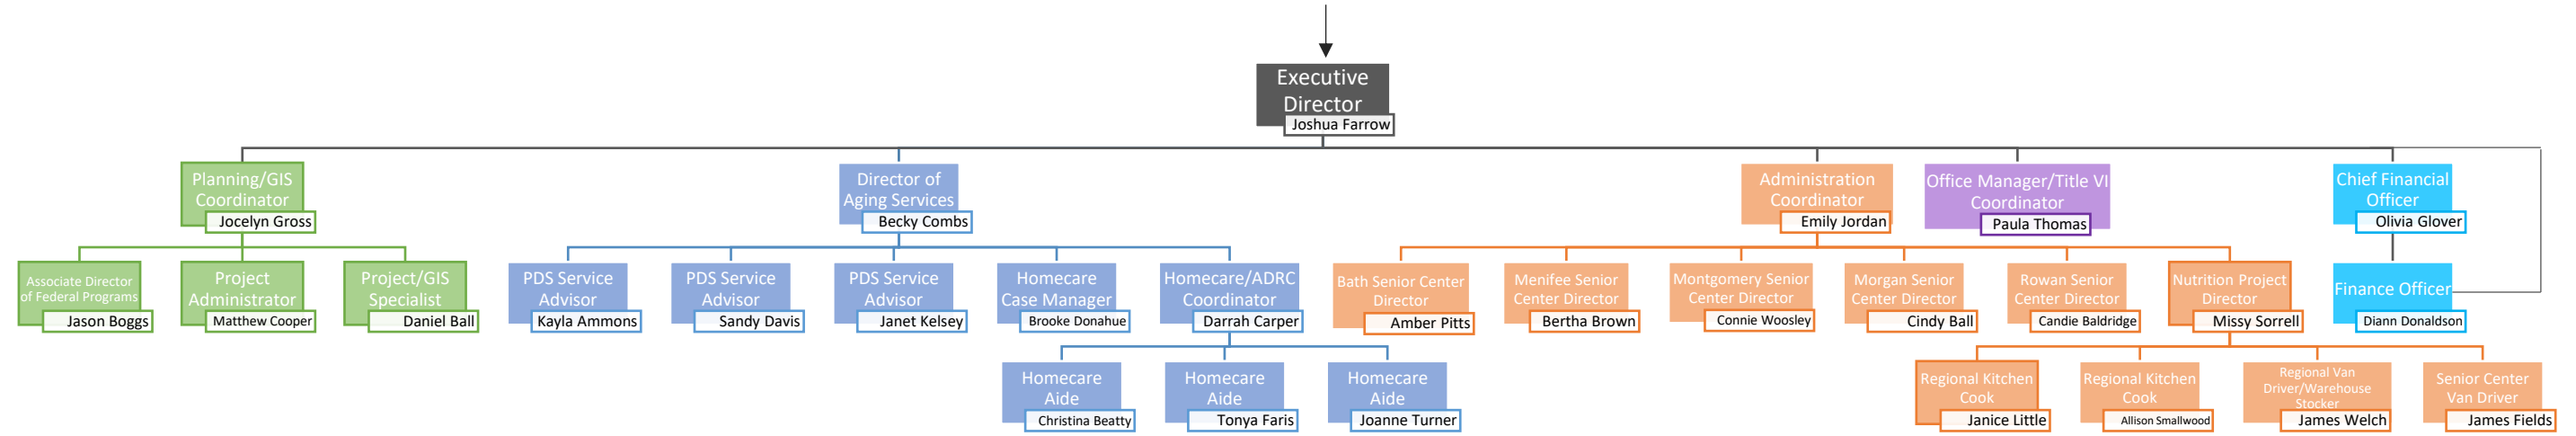 Executive
Director
Joshua Farrow
Planning/GIS
Coordinator
Jocelyn Gross
Director of
Aging Services
Becky Combs
Administration
Coordinator
Emily Jordan
Office Manager/Title VI
Coordinator
Paula Thomas
Chief Financial
Officer
Olivia Glover
Associate Director
of Federal Programs
Jason Boggs
Project
Administrator
Matthew Cooper
Project/GIS
Specialist
Daniel Ball
PDS Service
Advisor
Kayla Ammons
PDS Service
Advisor
Sandy Davis
PDS Service
Advisor
Janet Kelsey
Homecare
Case Manager
Brooke Donahue
Homecare/ADRC
Coordinator
Darrah Carper
Bath Senior Center
Director
Amber Pitts
Menifee Senior
Center Director
Bertha Brown
Montgomery Senior
Center Director
Connie Woosley
Morgan Senior
Center Director
Cindy Ball
Rowan Senior
Center Director
Candie Baldridge
Nutrition Project
Director
Missy Sorrell
Finance Officer
Diann Donaldson
Homecare
Aide
Christina Beatty
Homecare
Aide
Tonya Faris
Homecare
Aide
Joanne Turner
Regional Kitchen
Cook
Janice Little
Regional Kitchen
Cook
Allison Smallwood
Regional Van
Driver/Warehouse
Stocker
James Welch
Senior Center
Van Driver
James Fields